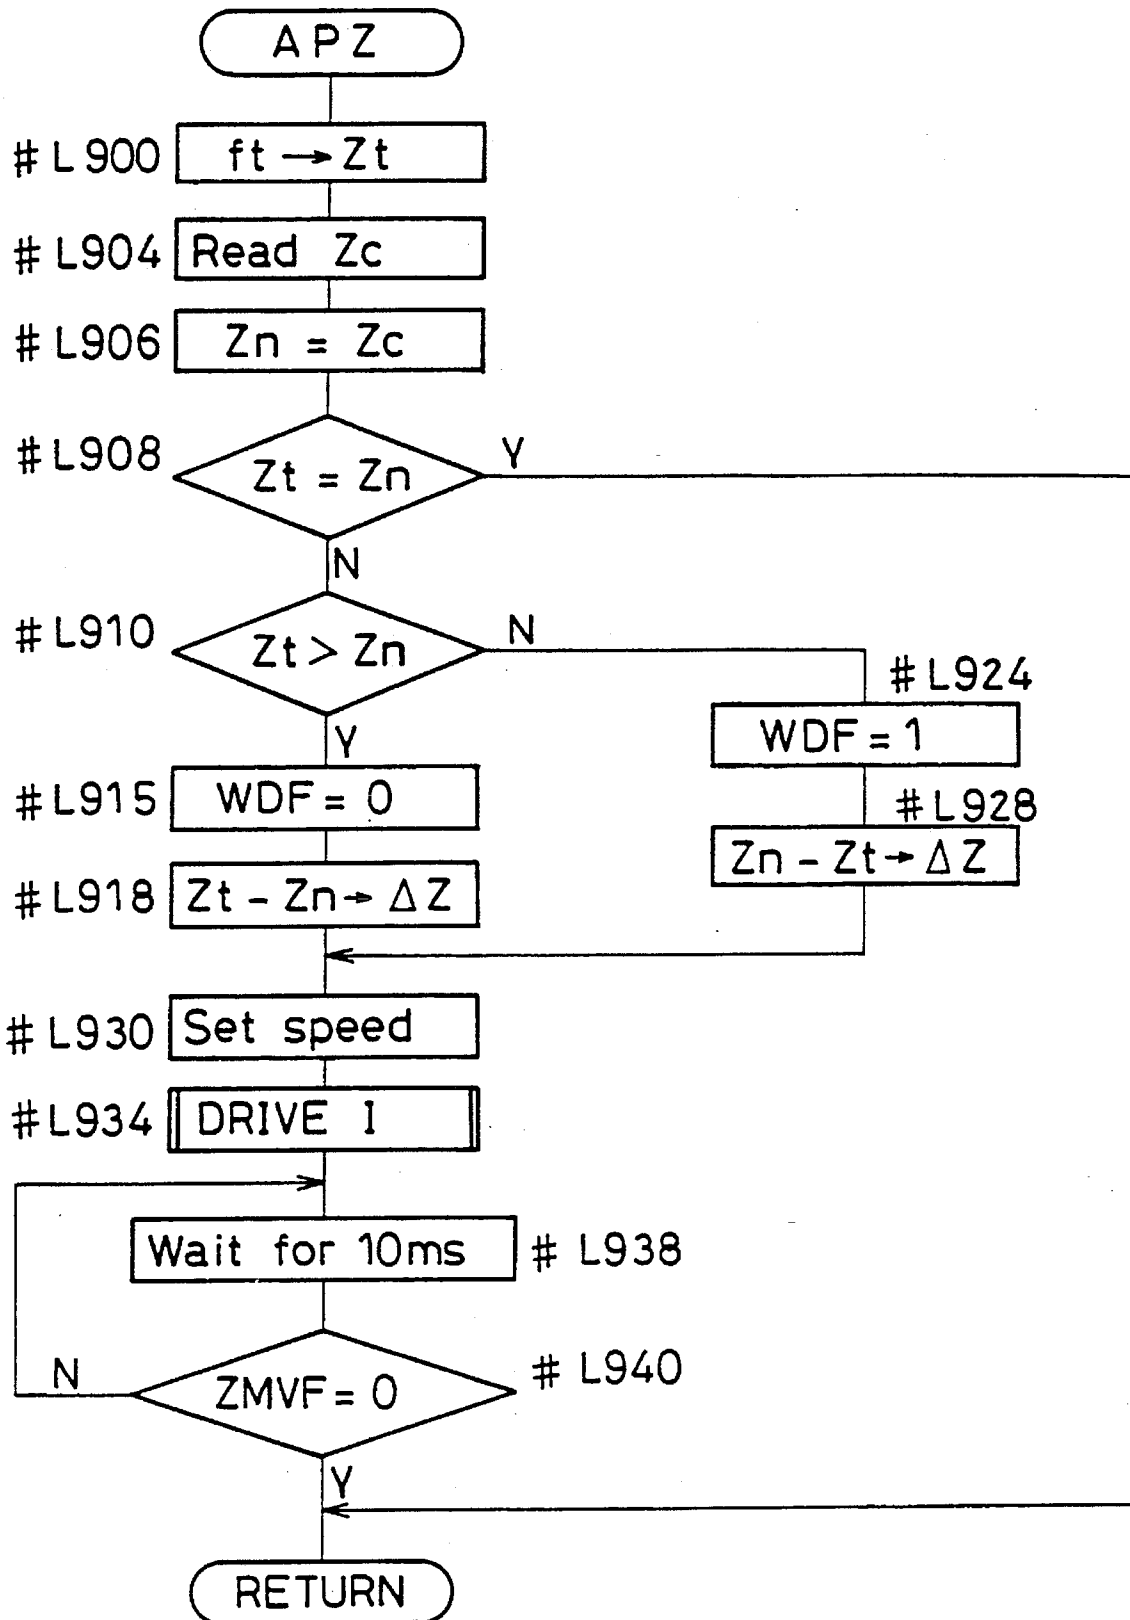 APZ
#L900 ft→Zt
#L904 Read Zc
#L906 Zn = Zc
#L908 Zt = Zn Y
N
#L910 Zt > Zn N
#L924
WDF = 1
Y
#L915 WDF = 0
#L928
Zn - Zt → ΔZ
#L918 Zt - Zn → ΔZ
#L930 Set speed
#L934 DRIVE I
Wait for 10ms #L938
N ZMVF = 0 #L940
Y
RETURN